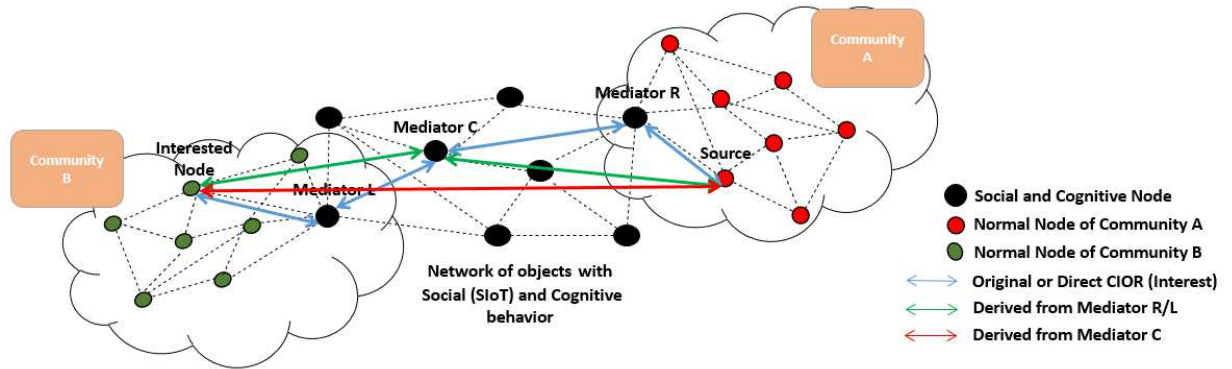 Community
A
Mediator R
Mediator C
Interested
Node
Community
B
Source
Mediator L
Social and Cognitive Node
Normal Node of Community A
Normal Node of Community B
Network of objects with
Social (SIoT) and Cognitive
behavior
Original or Direct CIOR (Interest)
Derived from Mediator R/L
Derived from Mediator C